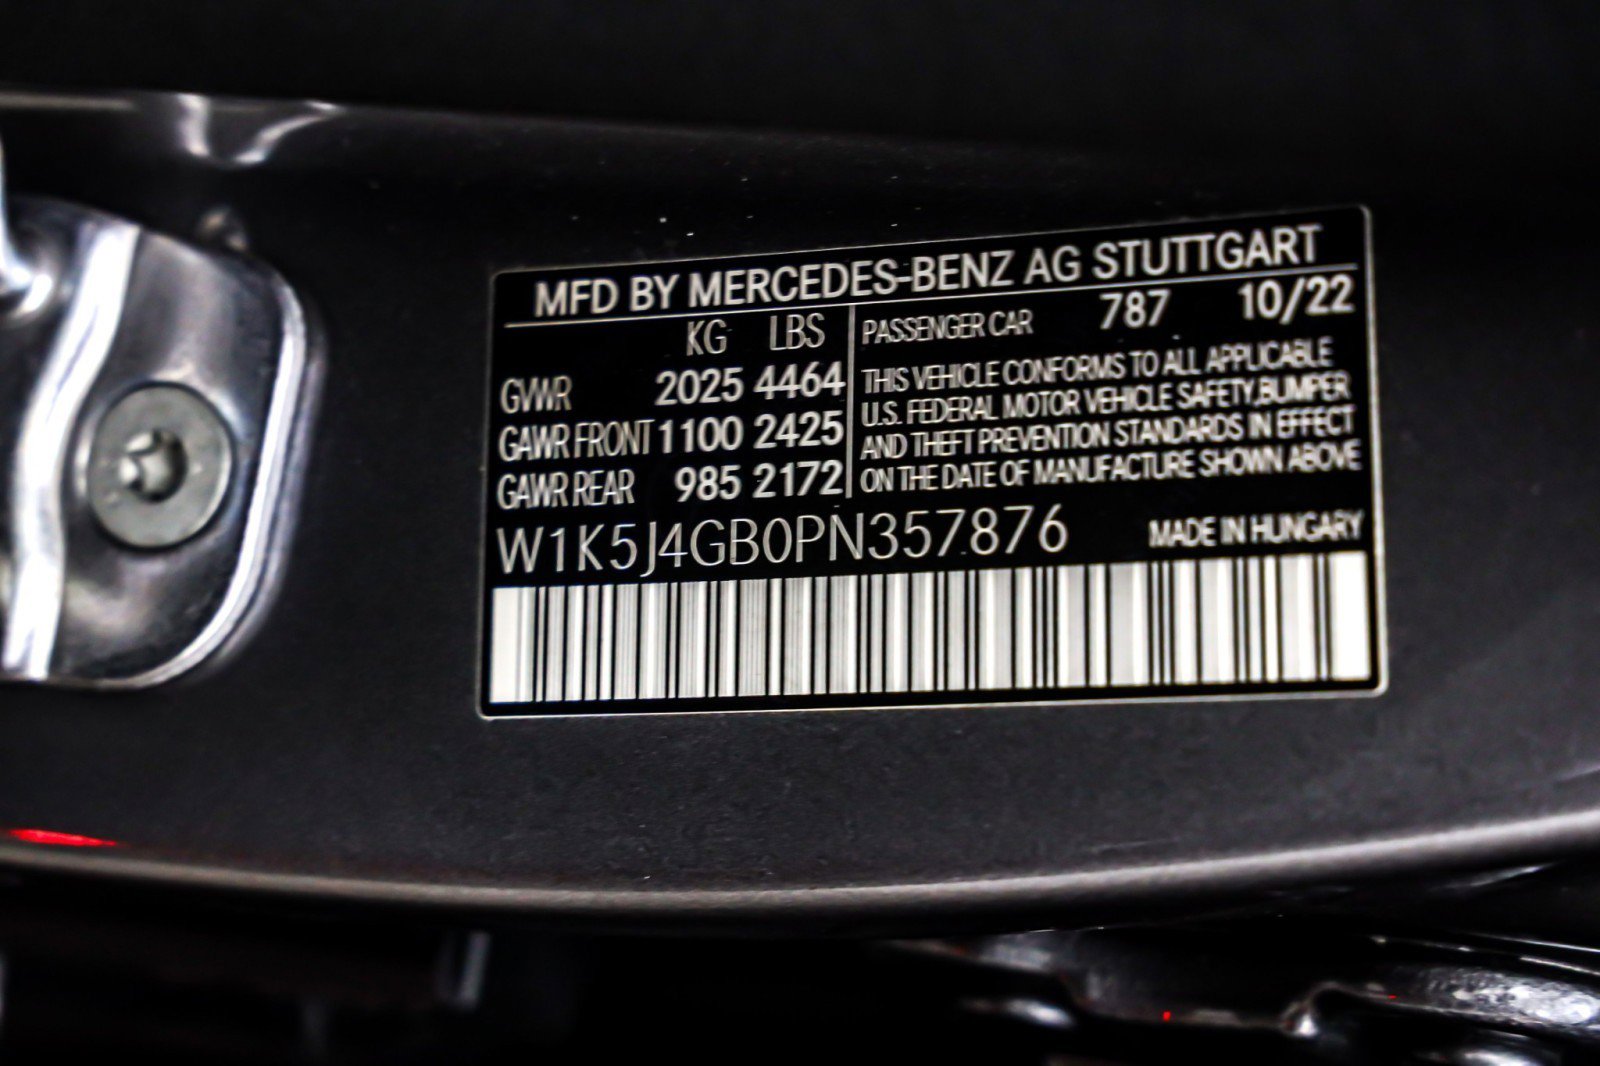 MFD BY MERCEDES-BENZ AG STUTTGART
KG LBS
GVWR 2025 4464
GAWR FRONT 1100 2425
GAWR REAR 985 2172
PASSENGER CAR 787 10/22
THIS VEHICLE CONFORMS TO ALL APPLICABLE
U.S. FEDERAL MOTOR VEHICLE SAFETY,BUMPER
AND THEFT PREVENTION STANDARDS IN EFFECT
ON THE DATE OF MANUFACTURE SHOWN ABOVE
W1K5J4GB0PN357876 MADE IN HUNGARY